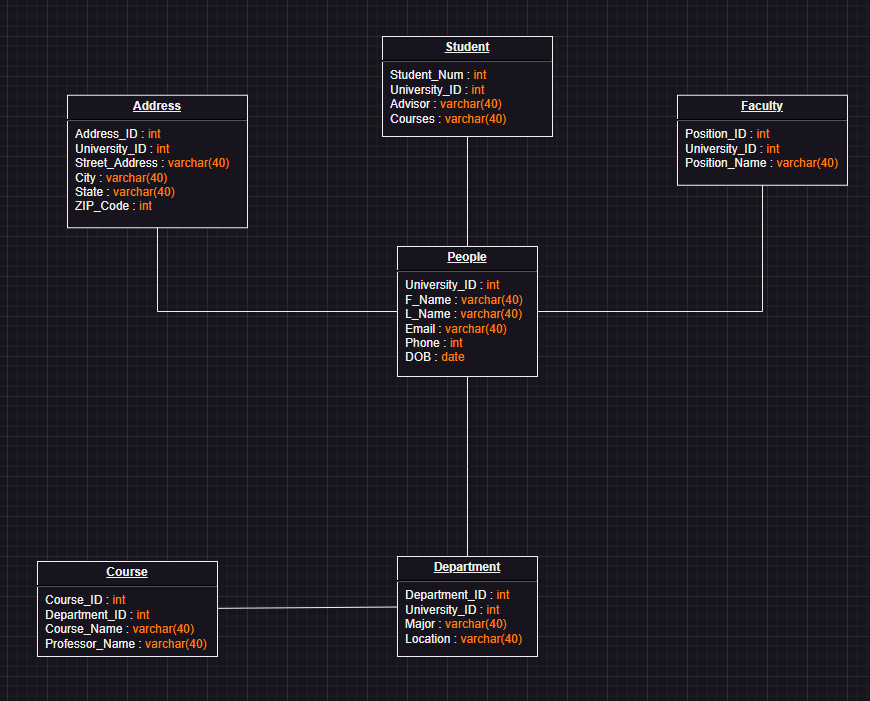 Student
Student_Num : int
University_ID : int
Advisor : varchar(40)
Courses : varchar(40)
Address
Address_ID : int
University_ID : int
Street_Address : varchar(40)
City : varchar(40)
State : varchar(40)
ZIP_Code : int
Faculty
Position_ID : int
University_ID : int
Position_Name : varchar(40)
People
University_ID : int
F_Name : varchar(40)
L_Name : varchar(40)
Email : varchar(40)
Phone : int
DOB : date
Course
Course_ID : int
Department_ID : int
Course_Name : varchar(40)
Professor_Name : varchar(40)
Department
Department_ID : int
University_ID : int
Major : varchar(40)
Location : varchar(40)